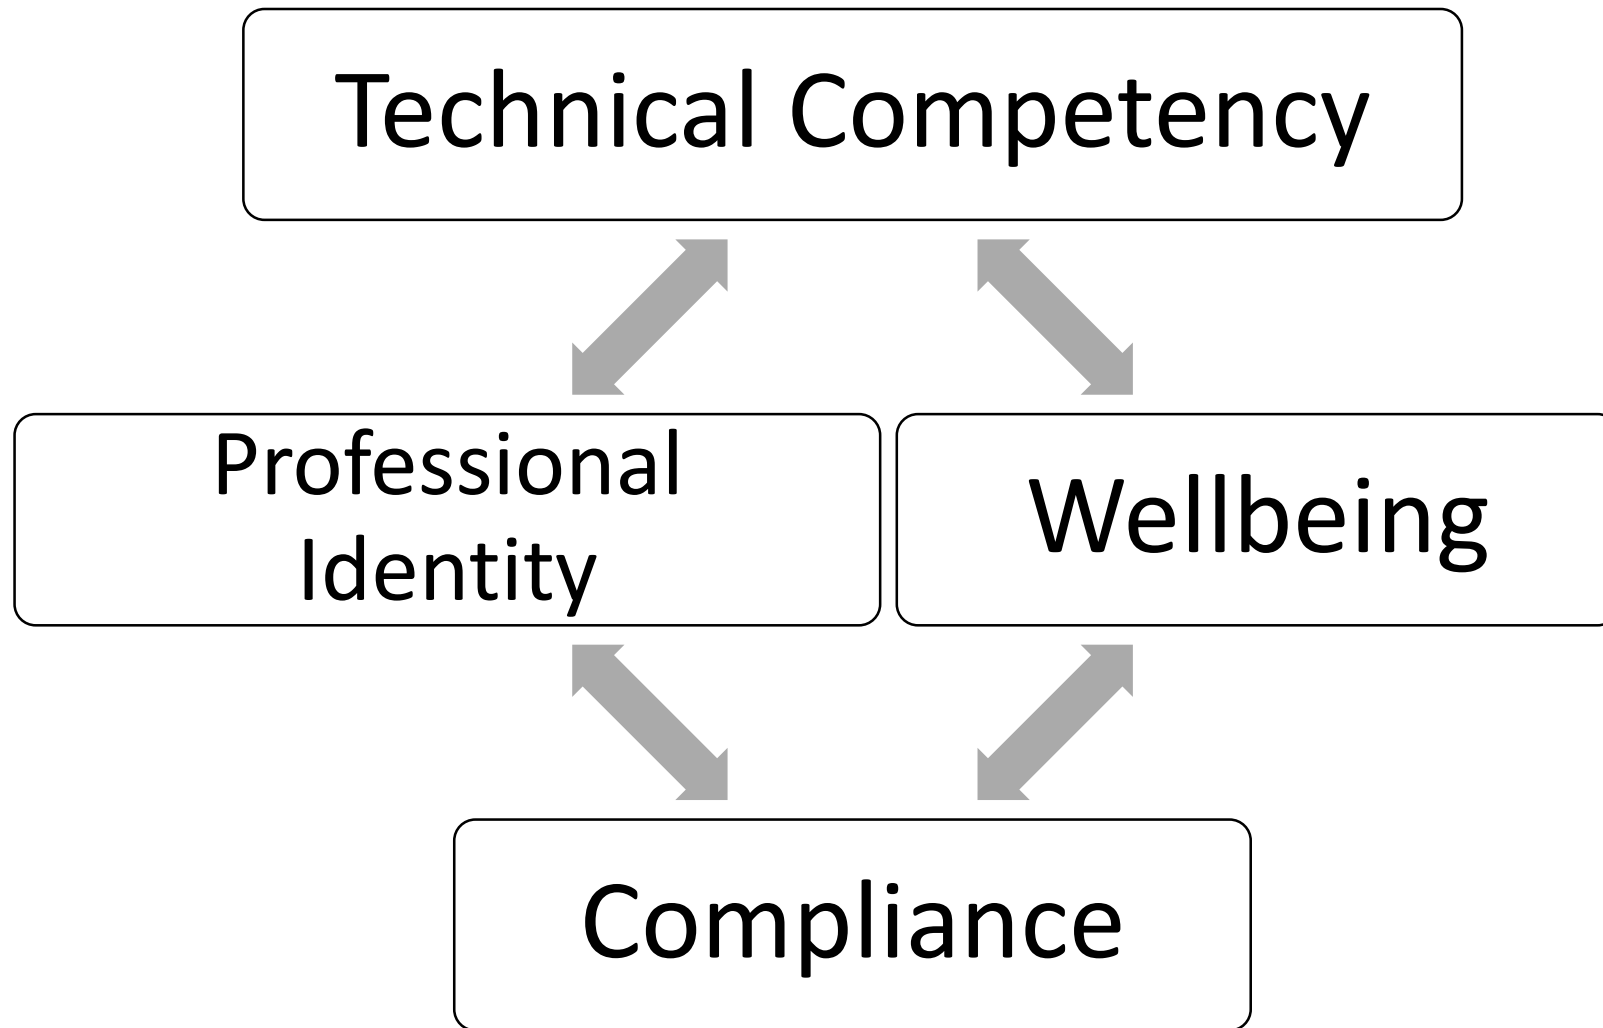 Technical Competency
Professional
Identity
Wellbeing
Compliance